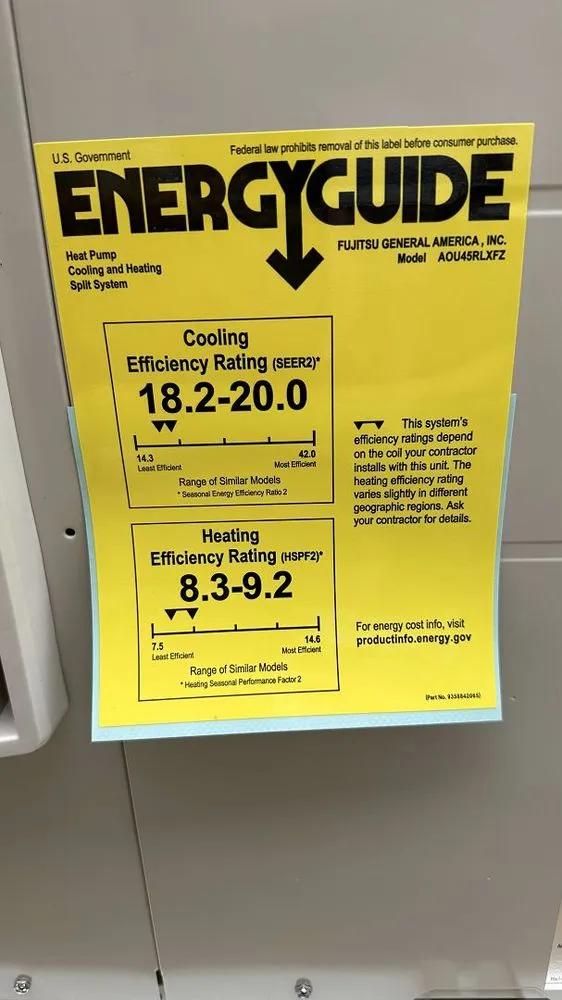 U.S. Government
Federal law prohibits removal of this label before consumer purchase.
ENERGYGUIDE
Heat Pump
Cooling and Heating
Split System
FUJITSU GENERAL AMERICA , INC.
Model AOU45RLXFZ
Cooling
Efficiency Rating (SEER2)*
18.2-20.0
14.3
Least Efficient
42.0
Most Efficient
Range of Similar Models
* Seasonal Energy Efficiency Ratio 2
Heating
Efficiency Rating (HSPF2)*
8.3-9.2
7.5
Least Efficient
14.6
Most Efficient
Range of Similar Models
* Heating Seasonal Performance Factor 2
This system's
efficiency ratings depend
on the coil your contractor
installs with this unit. The
heating efficiency rating
varies slightly in different
geographic regions. Ask
your contractor for details.
For energy cost info, visit
productinfo.energy.gov
(Part No. 9358842065)